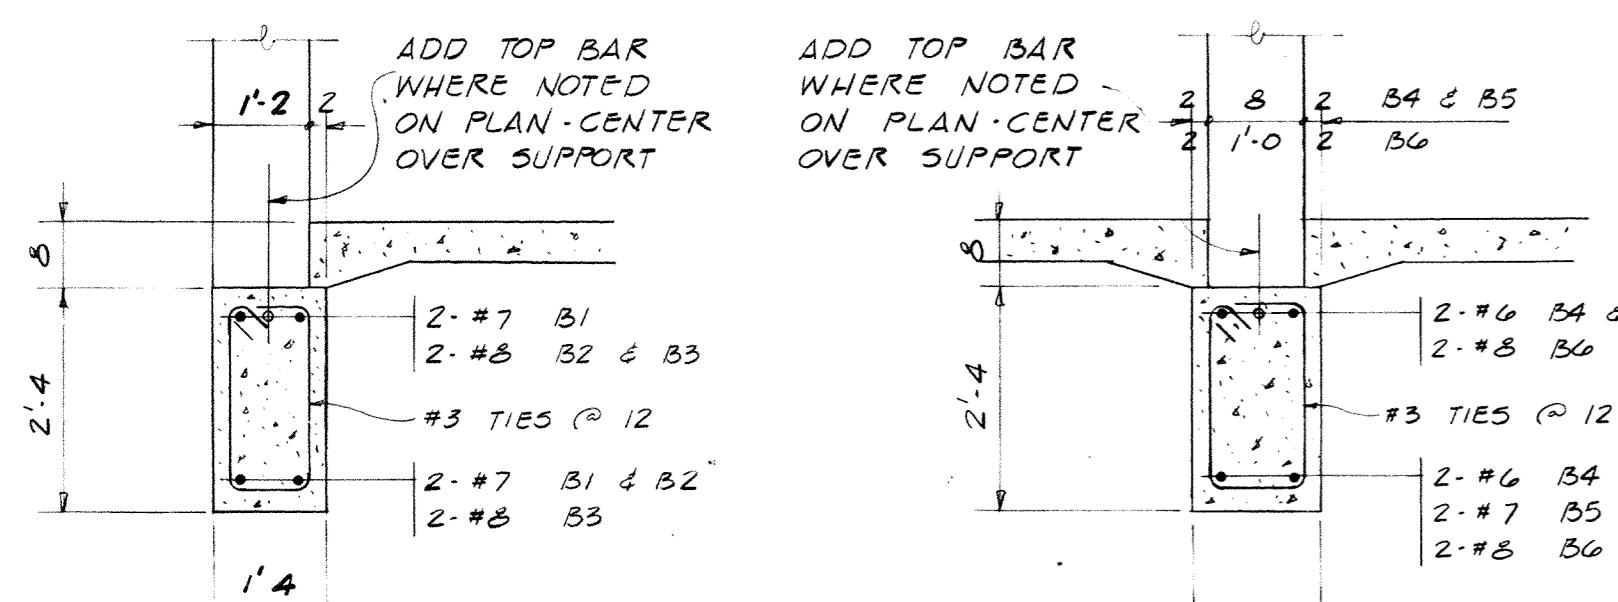 ADD TOP BAR
WHERE NOTED
ON PLAN - CENTER
OVER SUPPORT
1'-2 2
8
2'-4
2- #7 B1
2- #8 B2 & B3
#3 TIES @ 12
2- #7 B1 & B2
2- #8 B3
1' 4
ADD TOP BAR
WHERE NOTED
ON PLAN - CENTER
OVER SUPPORT
2 8 2 B4 & B5
2 1'-0 2 B6
8
2'-4
2- #6 B4 &
2- #8 B6
#3 TIES @ 12
2- #6 B4
2- #7 B5
2- #8 B6